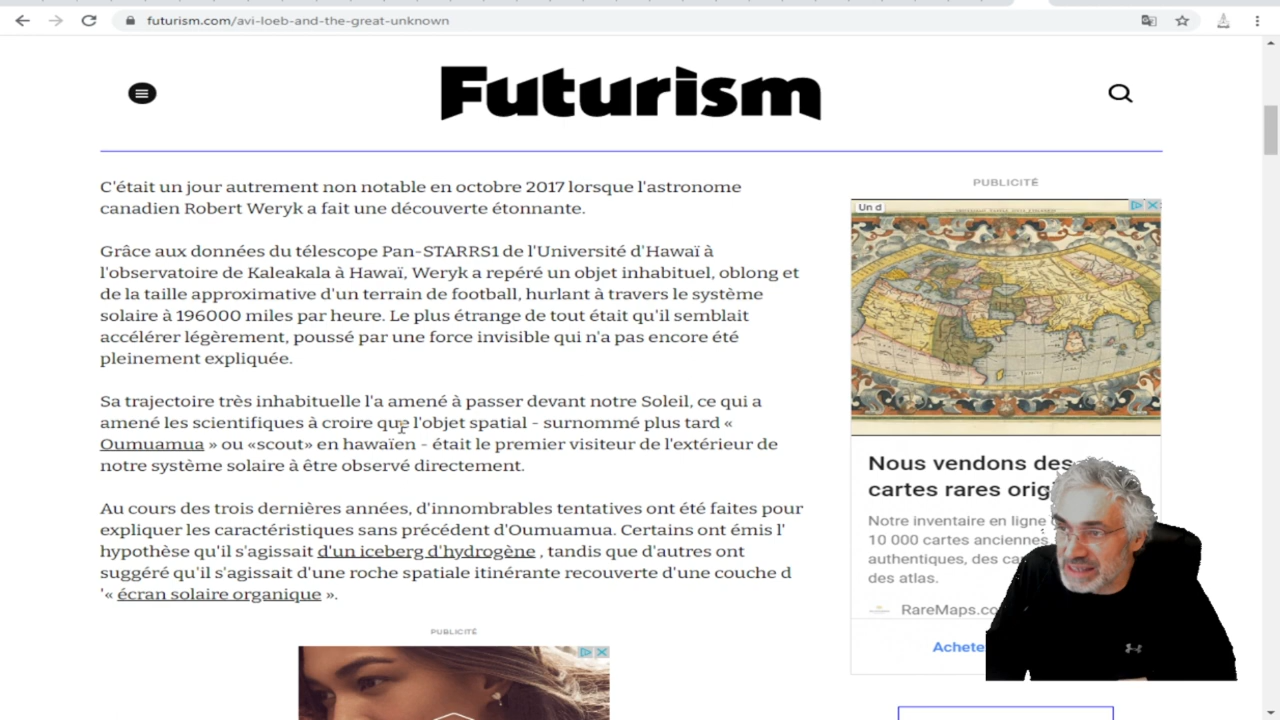 futurism.com/avi-loeb-and-the-great-unknown
Futurism
C'était un jour autrement non notable en octobre 2017 lorsque l'astronome
canadien Robert Weryk a fait une découverte étonnante.
Grâce aux données du télescope Pan-STARRS1 de l'Université d'Hawaï à
l'observatoire de Kaleakala à Hawaï, Weryk a repéré un objet inhabituel, oblong et
de la taille approximative d'un terrain de football, hurlant à travers le système
solaire à 196000 miles par heure. Le plus étrange de tout était qu'il semblait
accélérer légèrement, poussé par une force invisible qui n'a pas encore été
pleinement expliquée.
Sa trajectoire très inhabituelle l'a amené à passer devant notre Soleil, ce qui a
amené les scientifiques à croire que l'objet spatial - surnommé plus tard «
Oumuamua » ou «scout» en hawaïen - était le premier visiteur de l'extérieur de
notre système solaire à être observé directement.
Au cours des trois dernières années, d'innombrables tentatives ont été faites pour
expliquer les caractéristiques sans précédent d'Oumuamua. Certains ont émis l'
hypothèse qu'il s'agissait d'un iceberg d'hydrogène , tandis que d'autres ont
suggéré qu'il s'agissait d'une roche spatiale itinérante recouverte d'une couche d
'« écran solaire organique ».
PUBLICITÉ
PUBLICITÉ
Un d
Nous vendons des
cartes rares orig
Notre inventaire en ligne
10 000 cartes anciennes
authentiques, des ca
des atlas.
RareMaps.co
Achete